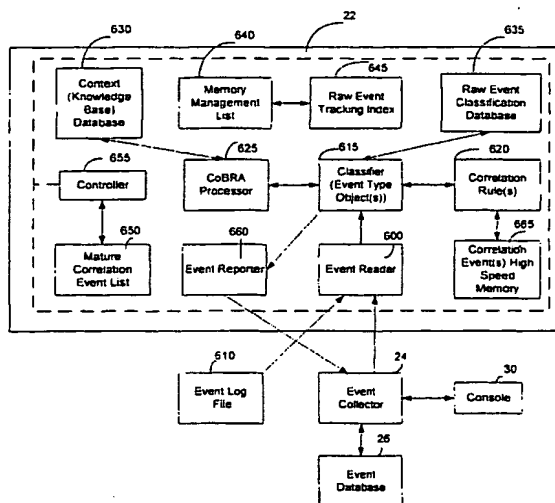 630
640
22
635
645
Context
(Knowledge
Base)
Database
Memory
Management
List
Raw Event
Tracking Index
Raw Event
Classification
Database
655
625
615
620
Controller
CoBRA
Processor
Classifier
(Event Type
Object(s))
Correlation
Rule(s)
650
660
600
665
Mature
Correlation
Event List
Event Reporter
Event Reader
Correlation
Event(s) High
Speed Memory
610
24
30
Event Log
File
Event
Collector
Console
26
Event
Database